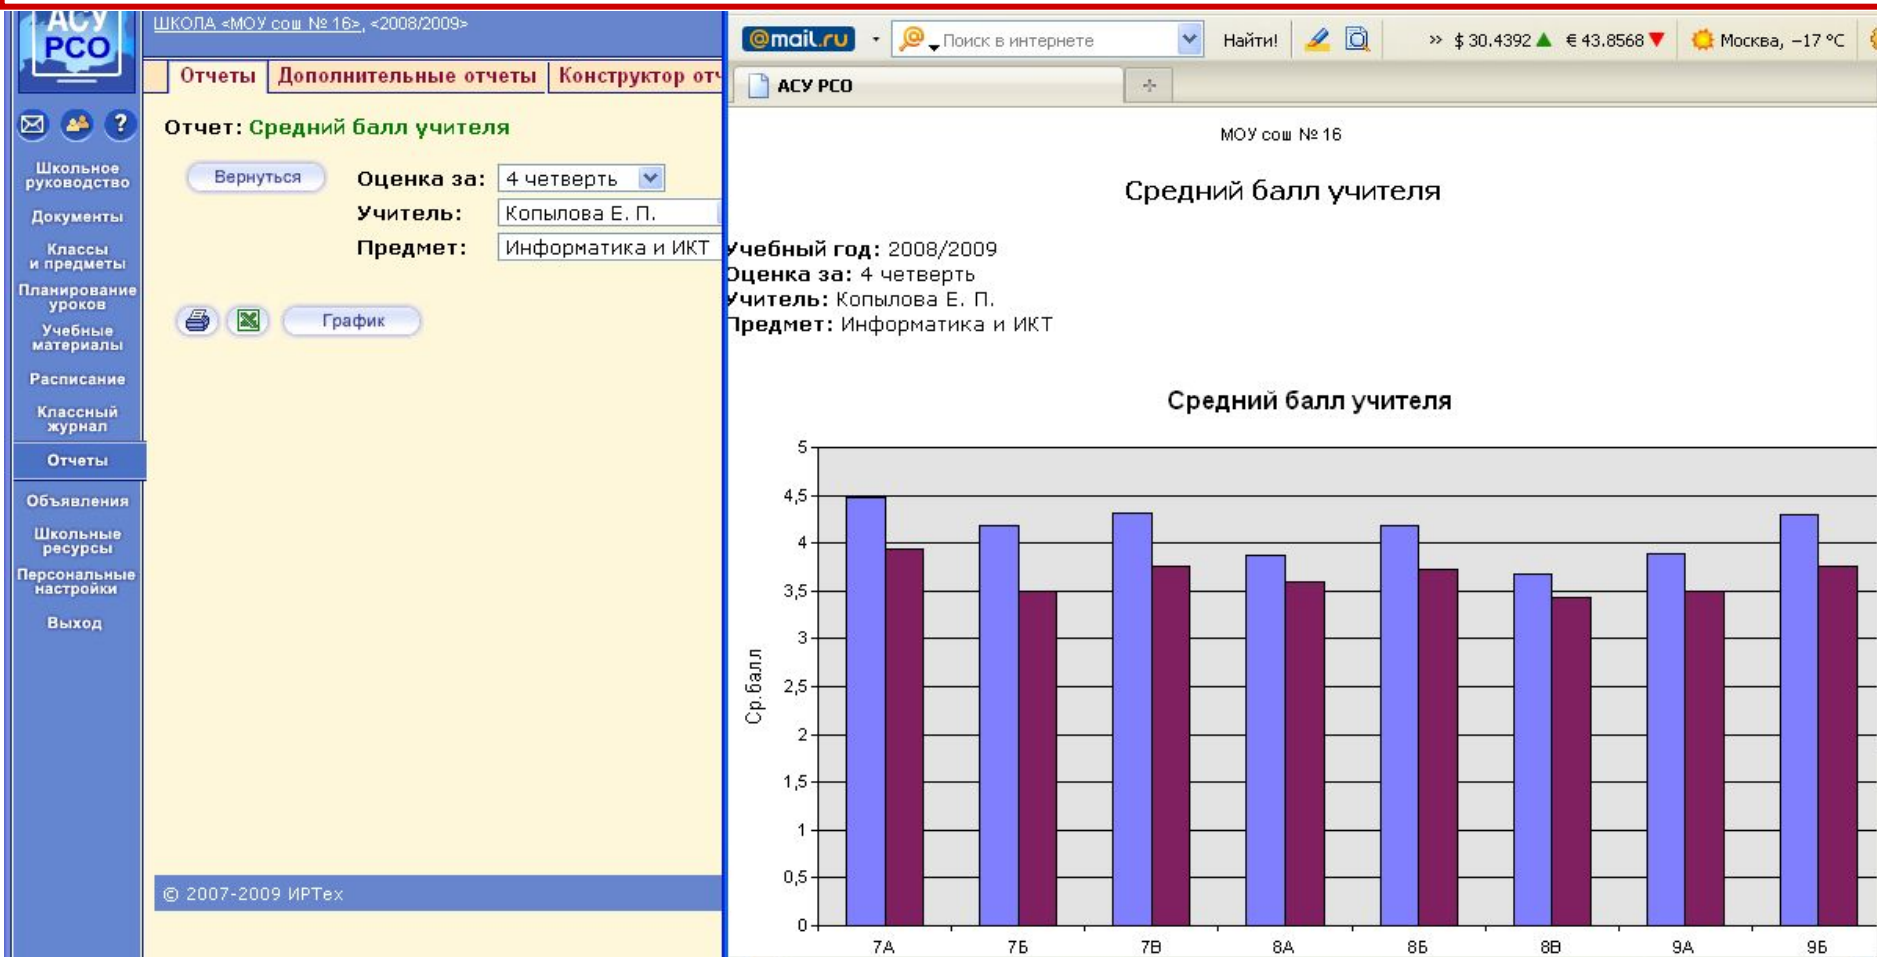 АСУ
РСО
ШКОЛА <МОУ сош № 16>, <2008/2009>
Отчеты Дополнительные отчеты Конструктор отч
?
Отчет: Средний балл учителя
Вернуться
Оценка за: 4 четверть
Учитель: Копылова Е. П.
Предмет: Информатика и ИКТ
График
Школьное
руководство
Документы
Классы
и предметы
Планирование
уроков
Учебные
материалы
Расписание
Классный
журнал
Отчеты
Объявления
Школьные
ресурсы
Персональные
настройки
Выход
© 2007-2009 ИРТех
@mail.ru Поиск в интернете Найти! » $ 30.4392 € 43.8568 Москва, −17 °C
АСУ РСО
МОУ сош № 16
Средний балл учителя
Учебный год: 2008/2009
Оценка за: 4 четверть
Учитель: Копылова Е. П.
Предмет: Информатика и ИКТ
Средний балл учителя
Ср.балл
5
4,5
4
3,5
3
2,5
2
1,5
1
0,5
0
7А 7Б 7В 8А 8Б 8В 9А 9Б